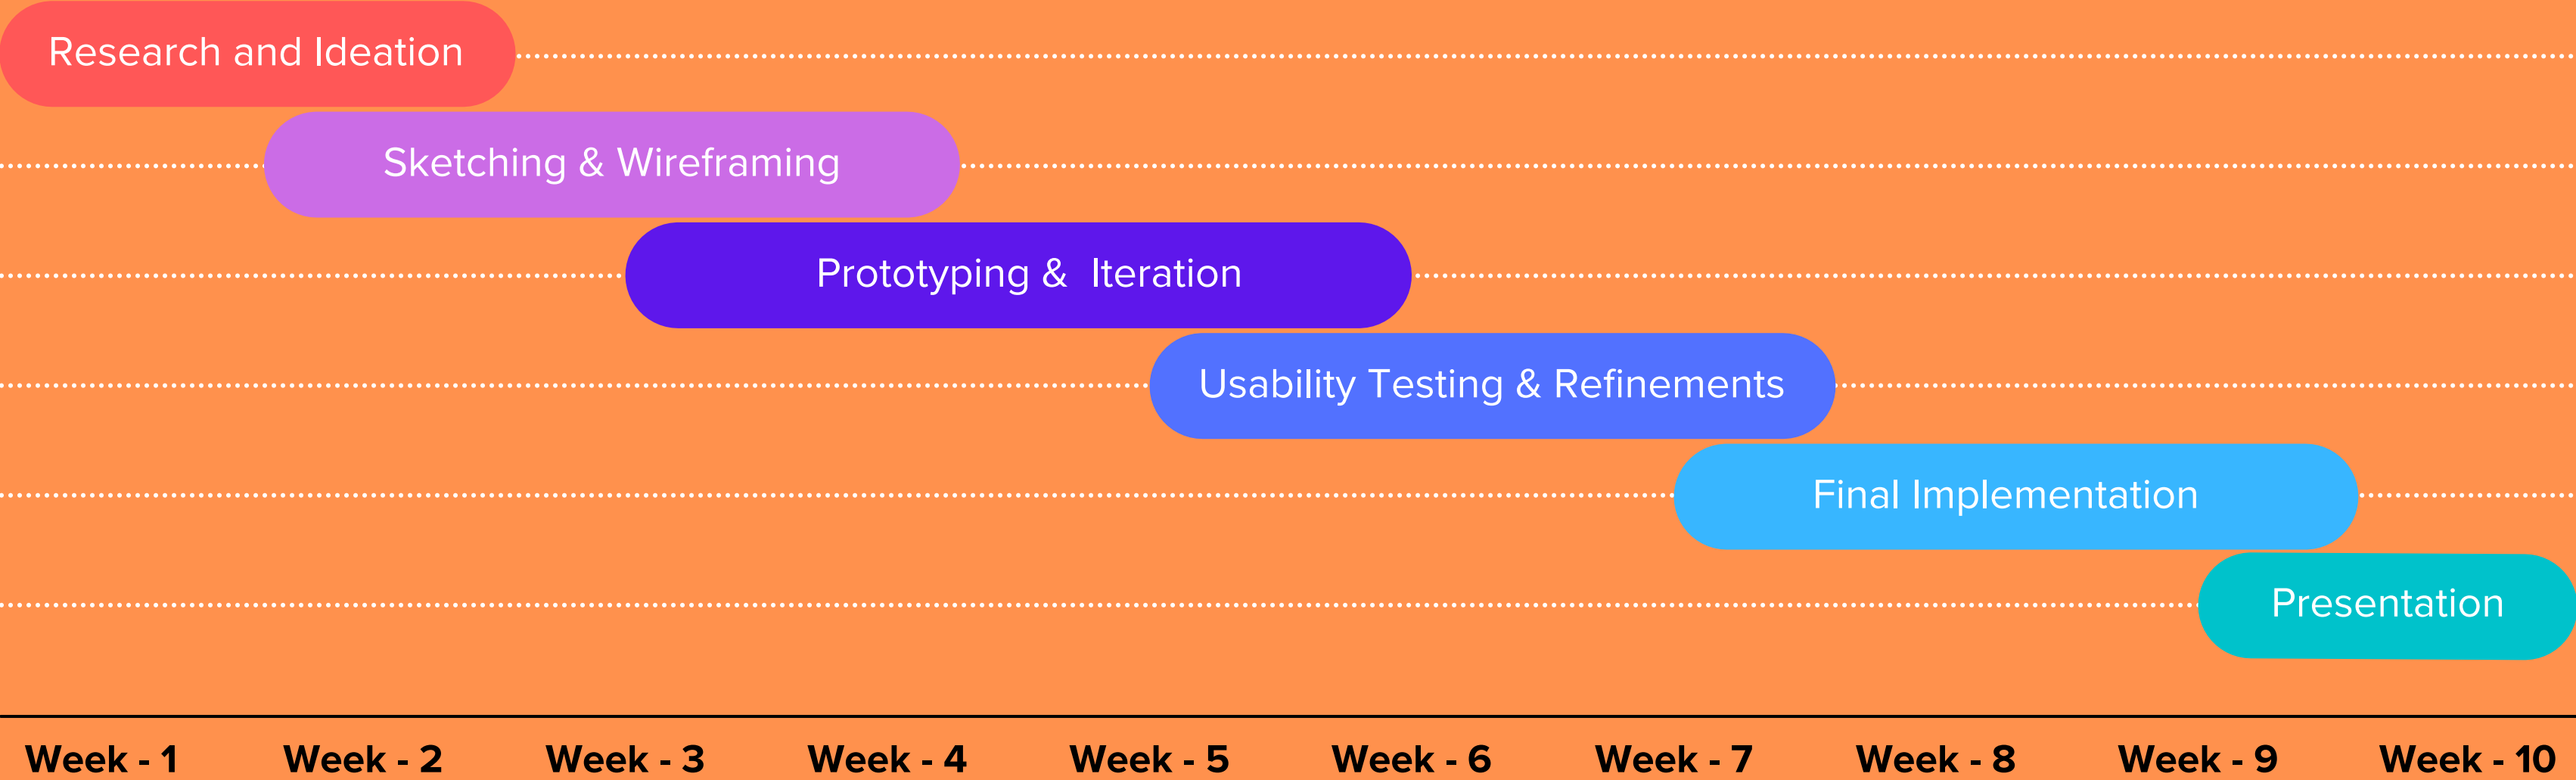 Research and Ideation
Sketching & Wireframing
Prototyping &  Iteration
Usability Testing & Refinements
Final Implementation
Presentation
Week - 1 Week - 2 Week - 3 Week - 4 Week - 5 Week - 6 Week - 7 Week - 8 Week - 9 Week - 10